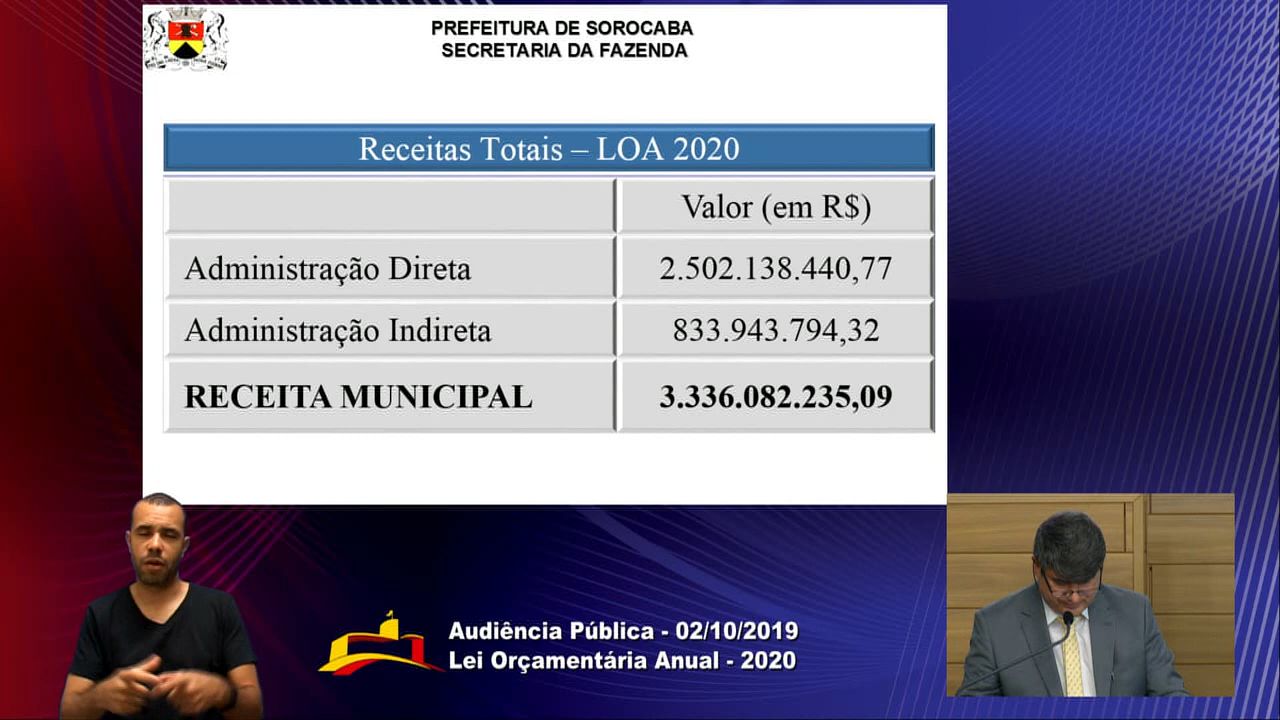 PREFEITURA DE SOROCABA
SECRETARIA DA FAZENDA
Receitas Totais – LOA 2020
Valor (em R$)
Administração Direta 2.502.138.440,77
Administração Indireta 833.943.794,32
RECEITA MUNICIPAL 3.336.082.235,09
Audiência Pública - 02/10/2019
Lei Orçamentária Anual - 2020